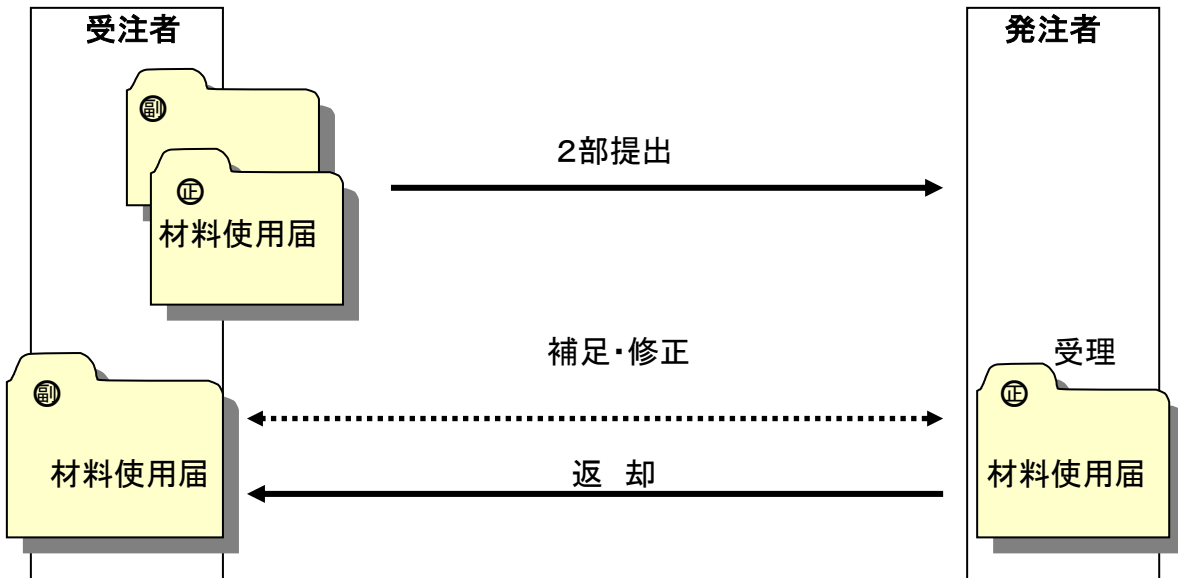 受注者
発注者
副
正
材料使用届
2部提出
補足・修正
受理
副
正
材料使用届
返 却
材料使用届